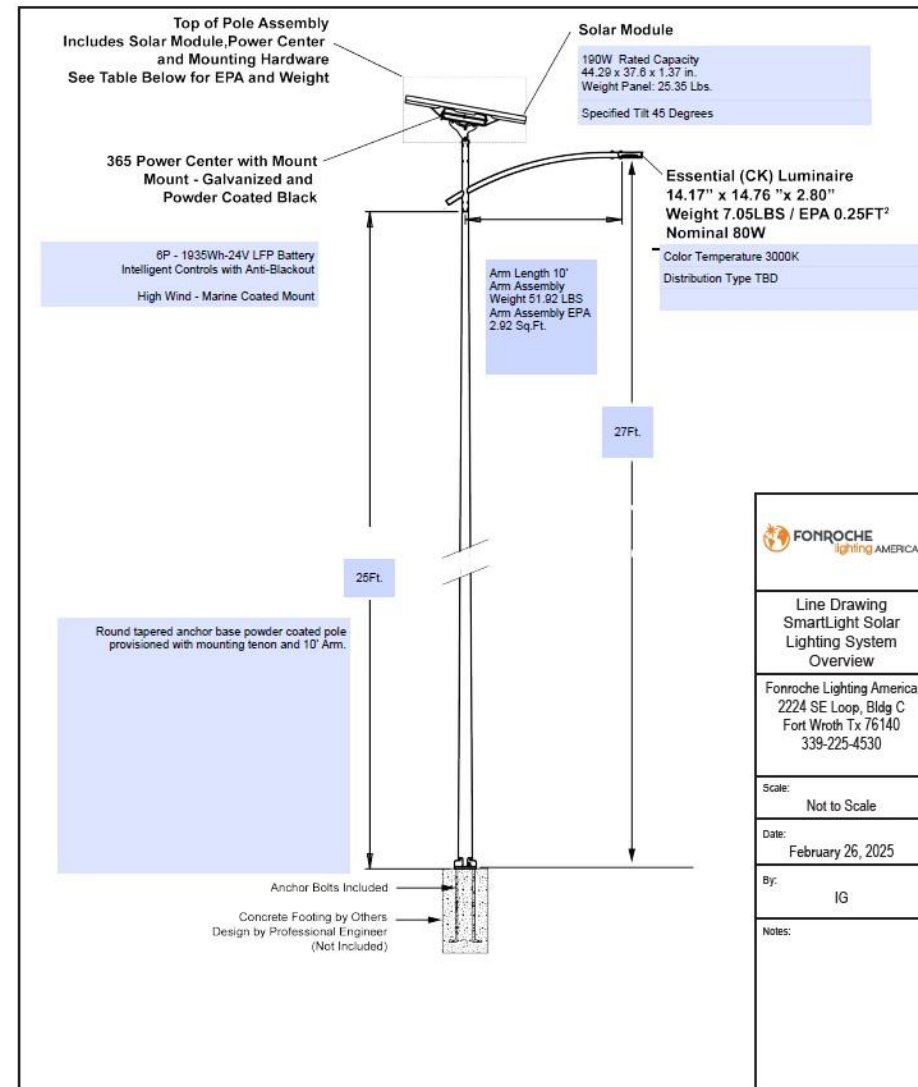 Top of Pole Assembly
Includes Solar Module,Power Center
and Mounting Hardware
See Table Below for EPA and Weight
Solar Module
190W Rated Capacity
44.29 x 37.6 x 1.37 in.
Weight Panel: 25.35 Lbs.
Specified Tilt 45 Degrees
365 Power Center with Mount
Mount - Galvanized and
Powder Coated Black
Essential (CK) Luminaire
14.17” x 14.76 ”x 2.80”
Weight 7.05LBS / EPA 0.25FT²
Nominal 80W
Color Temperature 3000K
Distribution Type TBD
6P - 1935Wh-24V LFP Battery
Intelligent Controls with Anti-Blackout
High Wind - Marine Coated Mount
Arm Length 10'
Arm Assembly
Weight 51.92 LBS
Arm Assembly EPA
2.92 Sq.Ft.
27Ft.
25Ft.
Round tapered anchor base powder coated pole
provisioned with mounting tenon and 10' Arm.
Anchor Bolts Included
Concrete Footing by Others
Design by Professional Engineer
(Not Included)
FONROCHE
lighting AMERICA
Line Drawing
SmartLight Solar
Lighting System
Overview
Fonroche Lighting America
2224 SE Loop, Bldg C
Fort Wroth Tx 76140
339-225-4530
Scale:
Not to Scale
Date:
February 26, 2025
By:
IG
Notes: